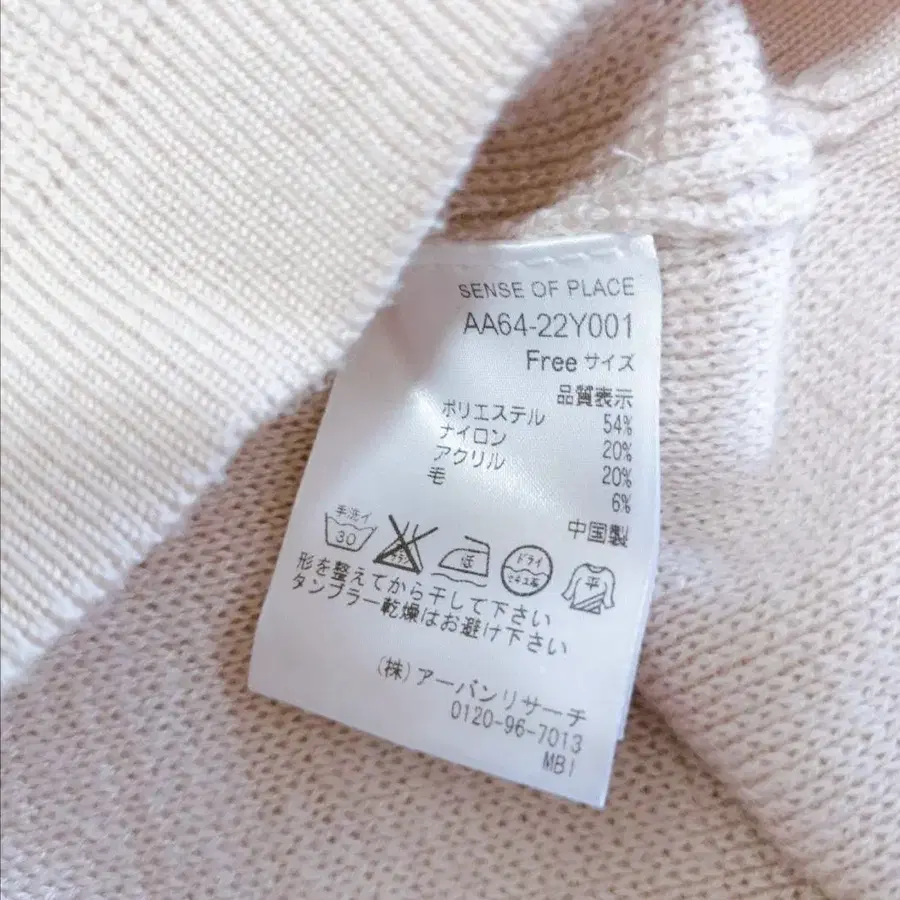 SENSE OF PLACE
AA64-22Y001
Free サイズ
品質表示
ポリエステル 54%
ナイロン 20%
アクリル 20%
毛 6%
中国製
手洗イ
30
ドライ
平
形を整えてから干して下さい
タンブラー乾燥はお避け下さい
(株) アーバンリサーチ
0120-96-7013
MBI